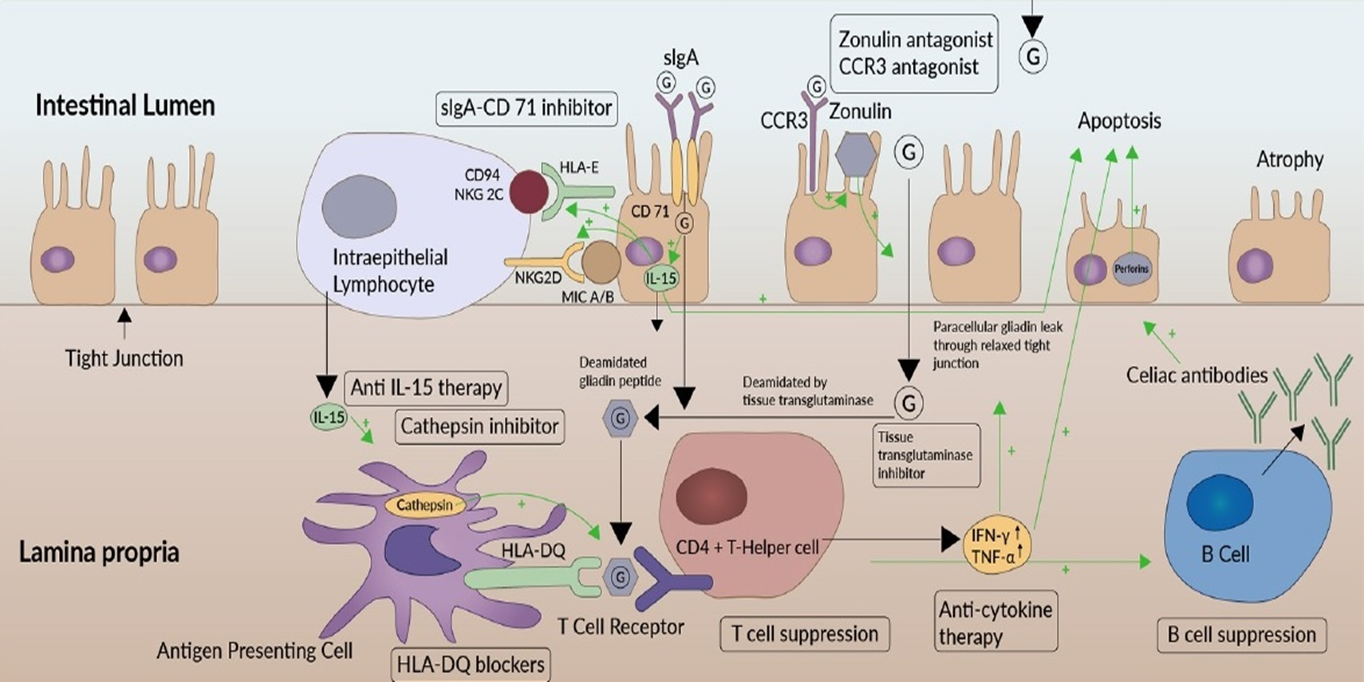 Zonulin antagonist
CCR3 antagonist
G
sIgA
G
G
G
Intestinal Lumen
sIgA-CD 71 inhibitor
CCR3
Zonulin
Apoptosis
G
Atrophy
CD94
NKG 2C
HLA-E
CD 71
G
+
+
+
+
+
+
Intraepithelial
Lymphocyte
NKG2D
MIC A/B
IL-15
Perforins
+
Tight Junction
Paracellular gliadin leak
through relaxed tight
junction
+
Celiac antibodies
Deamidated
gliadin peptide
Deamidated by
tissue transglutaminase
Anti IL-15 therapy
IL-15
+
G
G
Cathepsin inhibitor
Tissue
transglutaminase
inhibitor
+
+
Cathepsin
+
Lamina propria
HLA-DQ
G
CD4 + T-Helper cell
IFN-γ ↑
TNF-α ↑
+
B Cell
T Cell Receptor
Antigen Presenting Cell
HLA-DQ blockers
T cell suppression
Anti-cytokine
therapy
B cell suppression